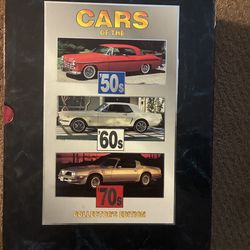 CARS
OF THE
'50s
'60s
'70s
COLLECTOR'S EDITION